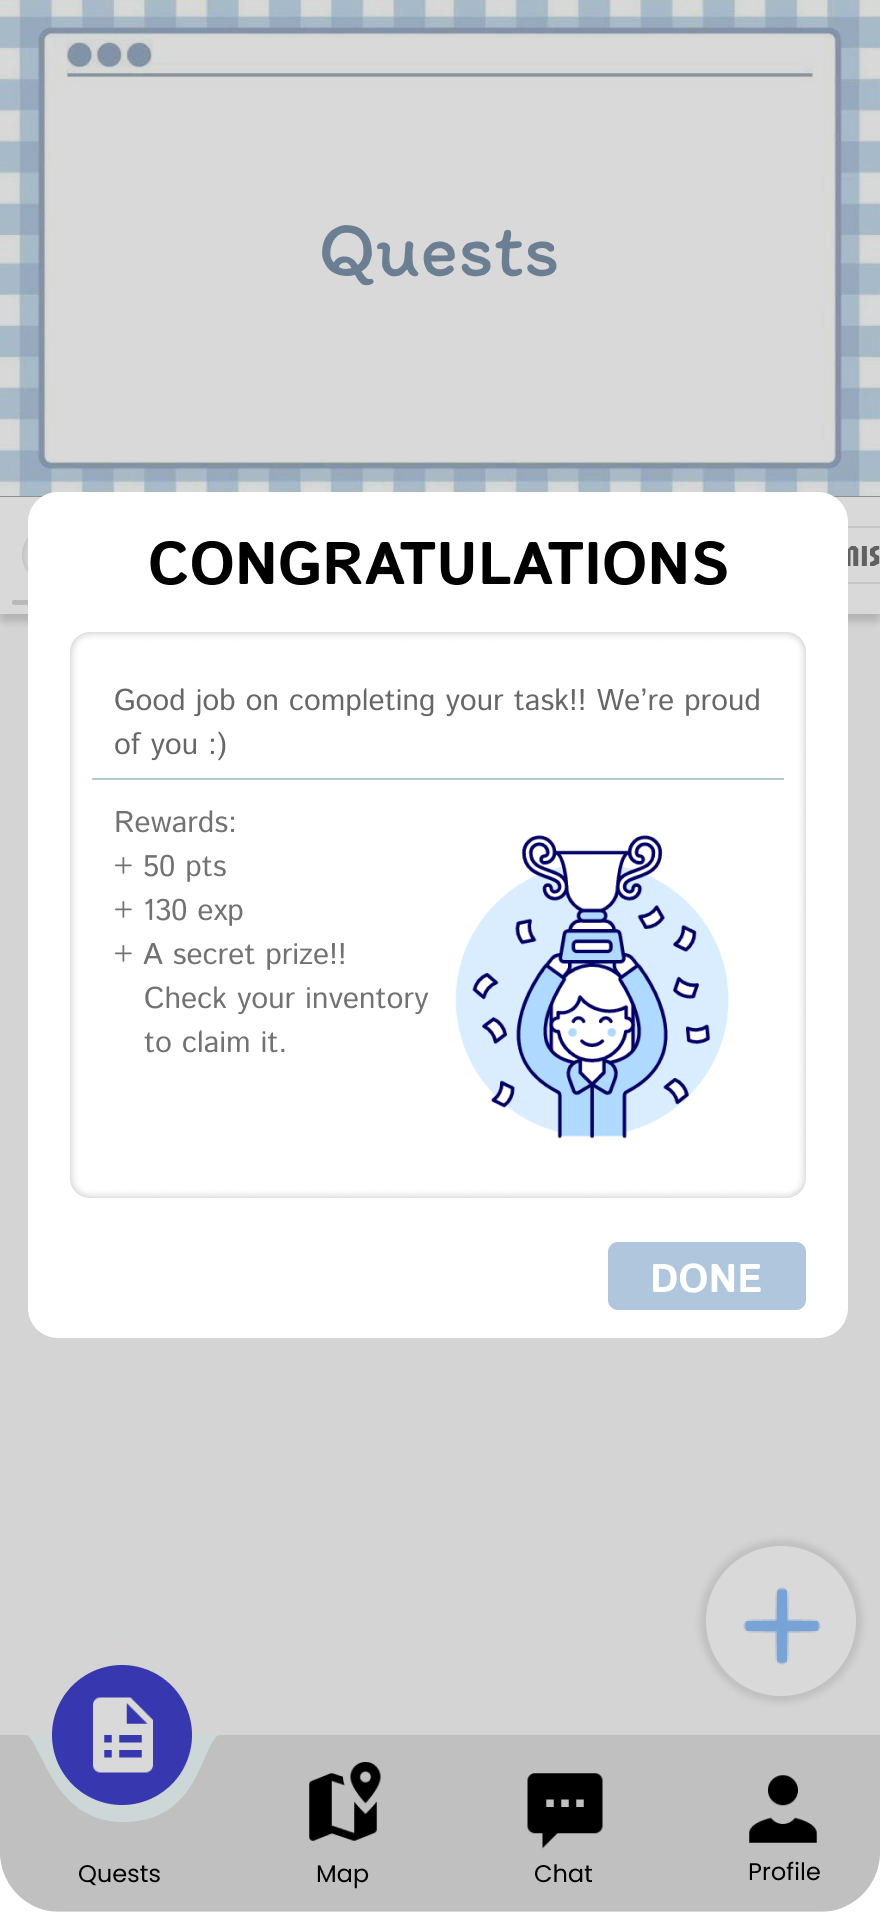 Quests
CONGRATULATIONS
Good job on completing your task!! We’re proud
of you :)
Rewards:
+ 50 pts
+ 130 exp
+ A secret prize!!
Check your inventory
to claim it.
DONE
Quests
Map
Chat
Profile